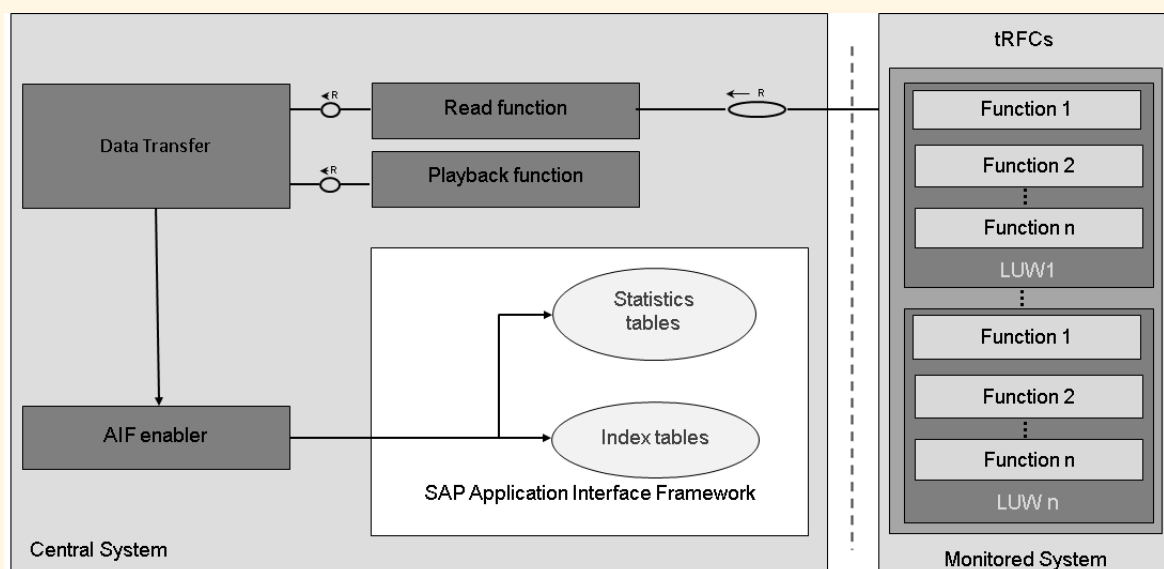 tRFCs
R
R
Read function
Function 1
Data Transfer
R
Playback function
Function 2
Function n
LUW1
Statistics
tables
Function 1
Function 2
AIF enabler
Index tables
Function n
SAP Application Interface Framework
LUW n
Central System
Monitored System